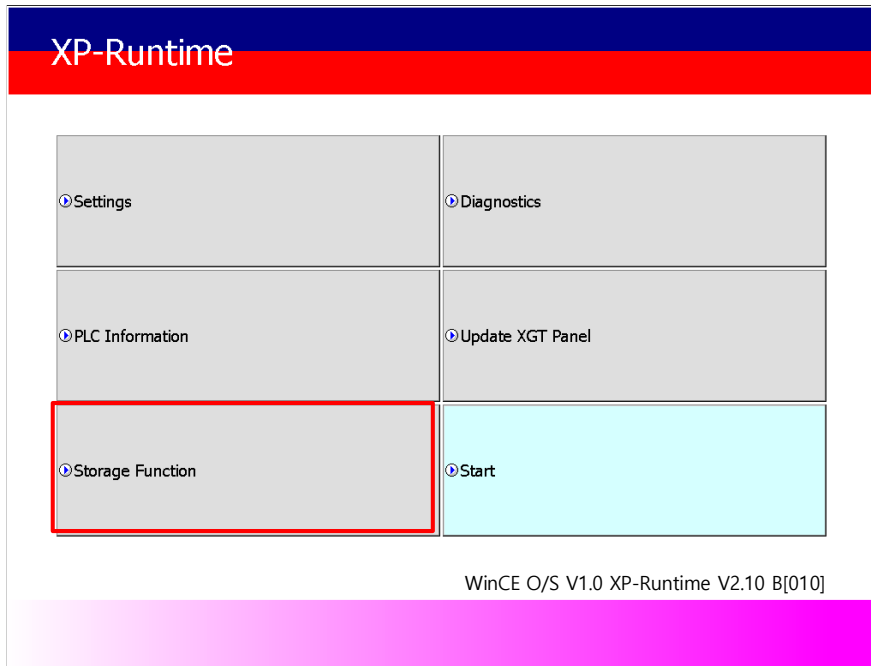 XP-Runtime
Settings
Diagnostics
PLC Information
Update XGT Panel
Storage Function
Start
WinCE O/S V1.0 XP-Runtime V2.10 B[010]